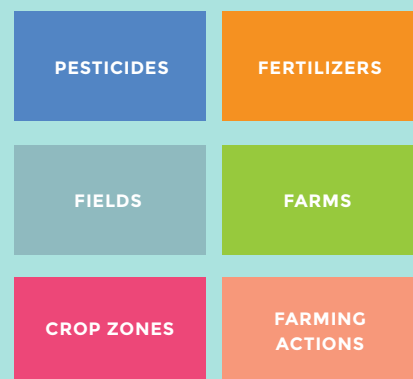 PESTICIDES
FERTILIZERS
FIELDS
FARMS
CROP ZONES
FARMING
ACTIONS